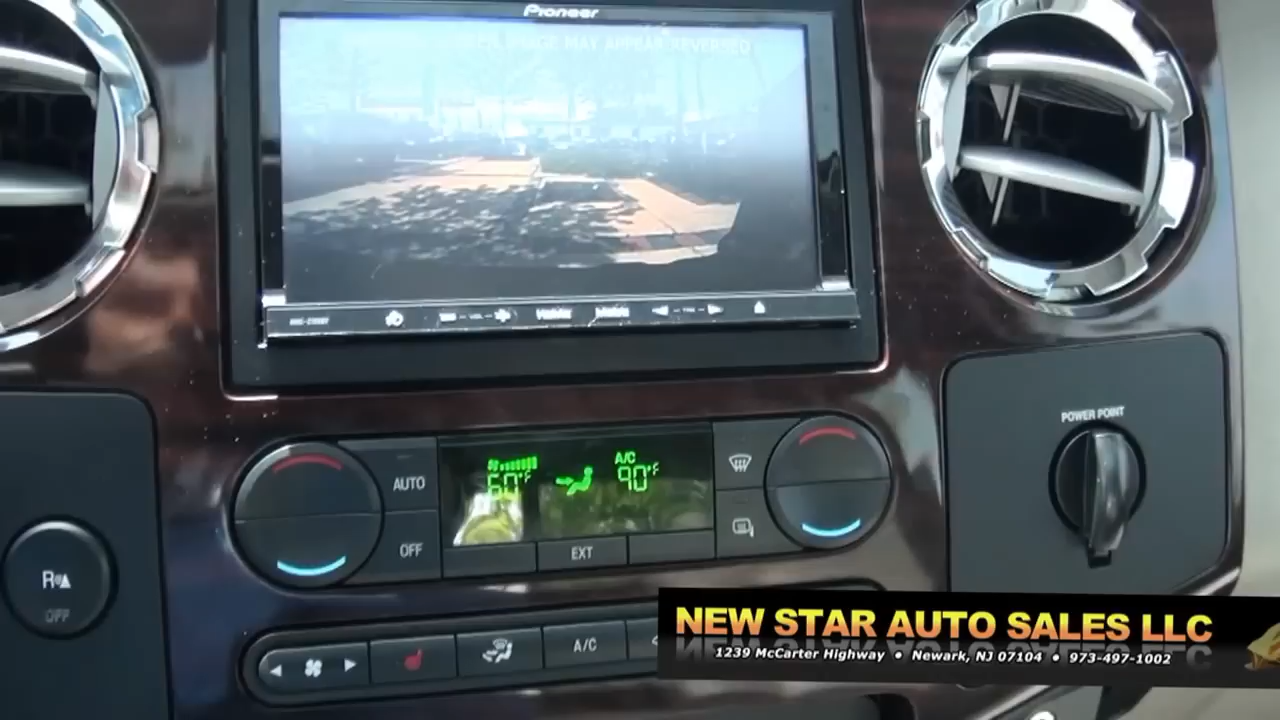 Pioneer
IMAGE MAY APPEAR REVERSED
POWER POINT
A/C
60°F 90°F
AUTO
OFF
EXT
R
OFF
A/C
NEW STAR AUTO SALES LLC
1239 McCarter Highway • Newark, NJ 07104 • 973-497-1002